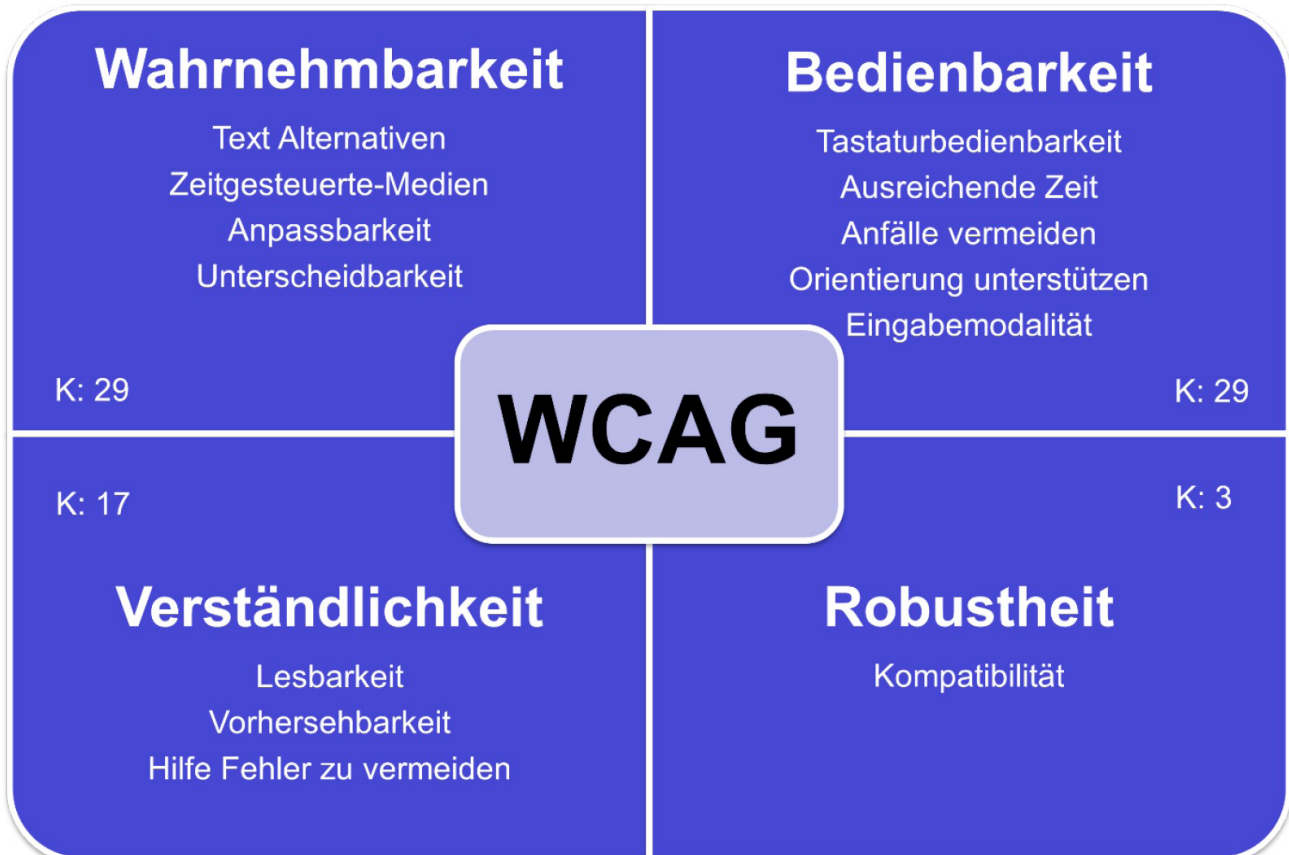 Wahrnehmbarkeit
Text Alternativen
Zeitgesteuerte-Medien
Anpassbarkeit
Unterscheidbarkeit
K: 29
Bedienbarkeit
Tastaturbedienbarkeit
Ausreichende Zeit
Anfälle vermeiden
Orientierung unterstützen
Eingabemodalität
K: 29
WCAG
K: 17
Verständlichkeit
Lesbarkeit
Vorhersehbarkeit
Hilfe Fehler zu vermeiden
K: 3
Robustheit
Kompatibilität